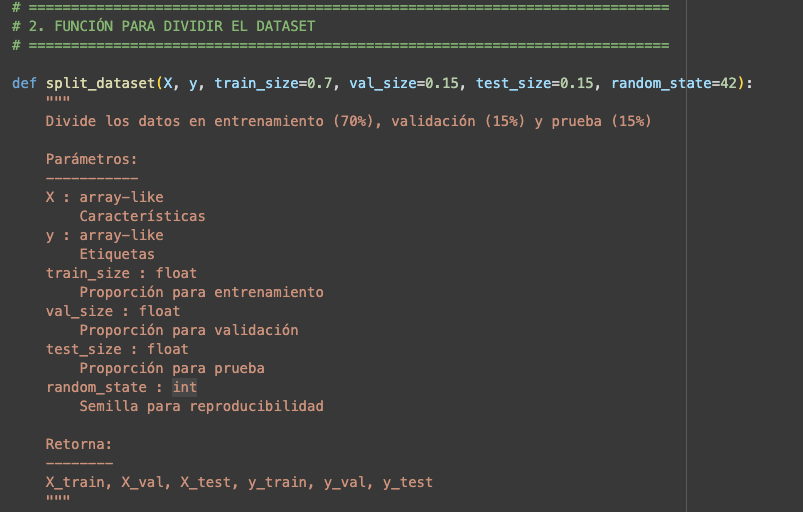 # ============================================================================
# 2. FUNCIÓN PARA DIVIDIR EL DATASET
# ============================================================================
def split_dataset(X, y, train_size=0.7, val_size=0.15, test_size=0.15, random_state=42):
    """
    Divide los datos en entrenamiento (70%), validación (15%) y prueba (15%)

    Parámetros:
    -----------
    X : array-like
        Características
    y : array-like
        Etiquetas
    train_size : float
        Proporción para entrenamiento
    val_size : float
        Proporción para validación
    test_size : float
        Proporción para prueba
    random_state : int
        Semilla para reproducibilidad

    Retorna:
    --------
    X_train, X_val, X_test, y_train, y_val, y_test
    """